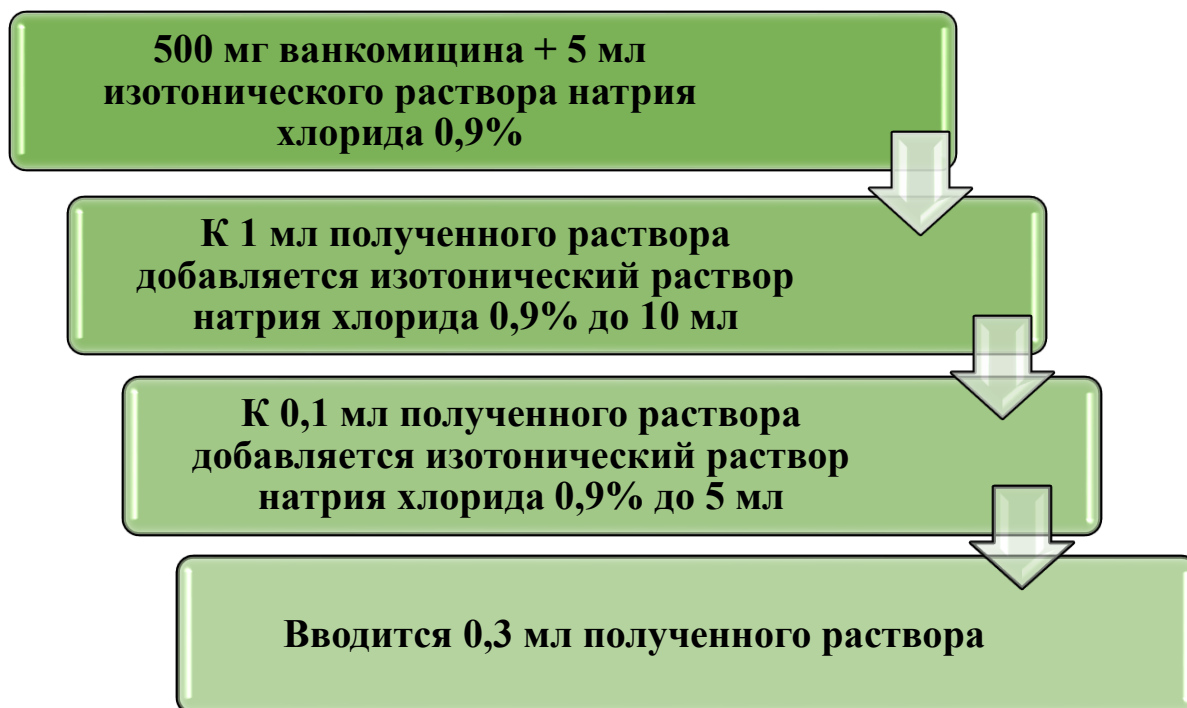 500 мг ванкомицина + 5 мл
изотонического раствора натрия
хлорида 0,9%
К 1 мл полученного раствора
добавляется изотонический раствор
натрия хлорида 0,9% до 10 мл
К 0,1 мл полученного раствора
добавляется изотонический раствор
натрия хлорида 0,9% до 5 мл
Вводится 0,3 мл полученного раствора